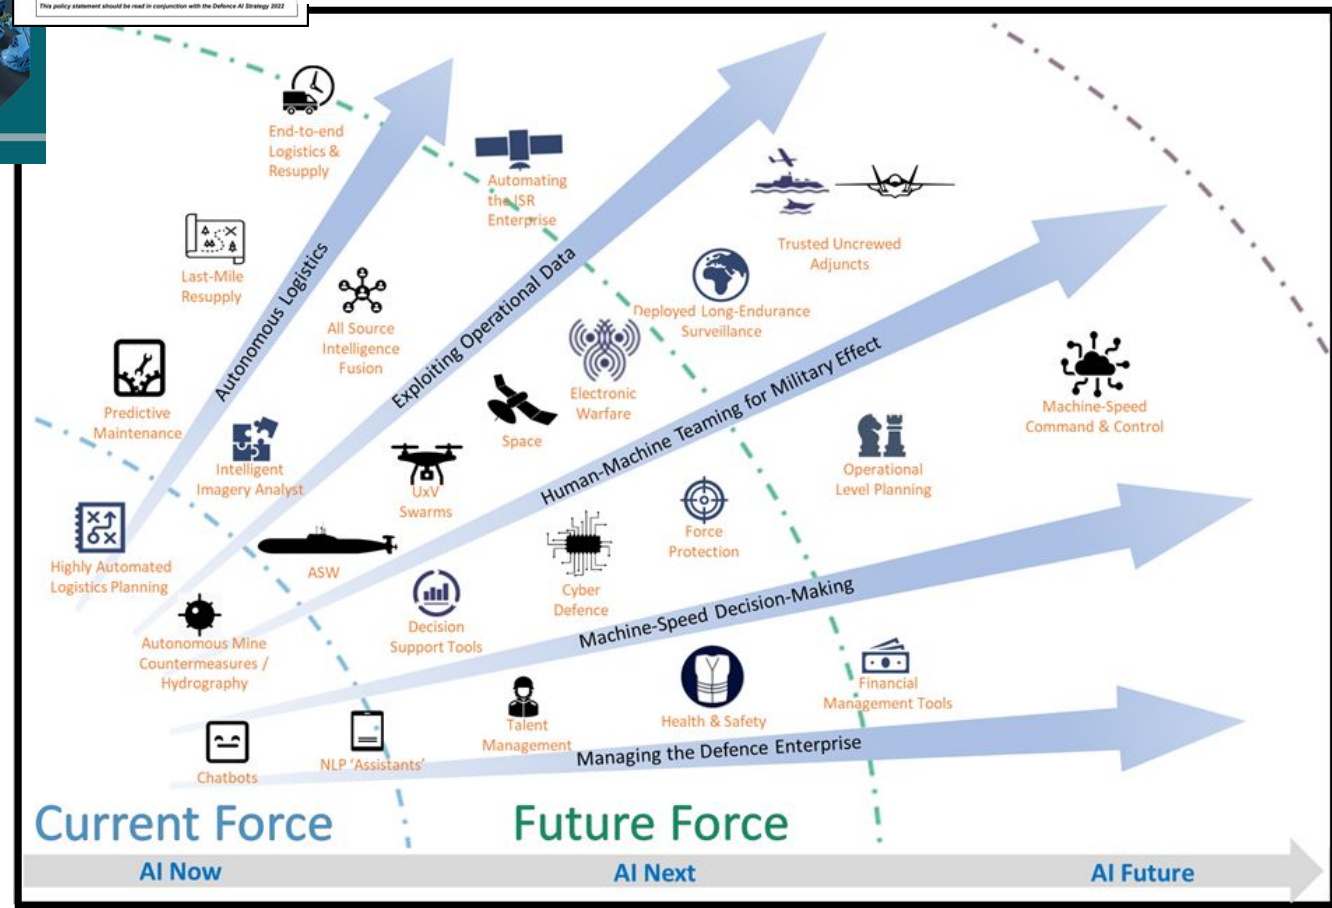 This policy statement should be read in conjunction with the Defence AI Strategy 2022
End-to-end
Logistics &
Resupply
Automating
the ISR
Enterprise
Trusted Uncrewed
Adjuncts
Last-Mile
Resupply
Autonomous Logistics
All Source
Intelligence
Fusion
Exploiting Operational Data
Deployed Long-Endurance
Surveillance
Electronic
Warfare
Predictive
Maintenance
Space
Human-Machine Teaming for Military Effect
Machine-Speed
Command & Control
Intelligent
Imagery Analyst
UxV
Swarms
Operational
Level Planning
Highly Automated
Logistics Planning
ASW
Force
Protection
Cyber
Defence
Decision
Support Tools
Machine-Speed Decision-Making
Autonomous Mine
Countermeasures /
Hydrography
Financial
Management Tools
Talent
Management
Health & Safety
Chatbots
NLP ‘Assistants’
Managing the Defence Enterprise
Current Force
Future Force
AI Now
AI Next
AI Future